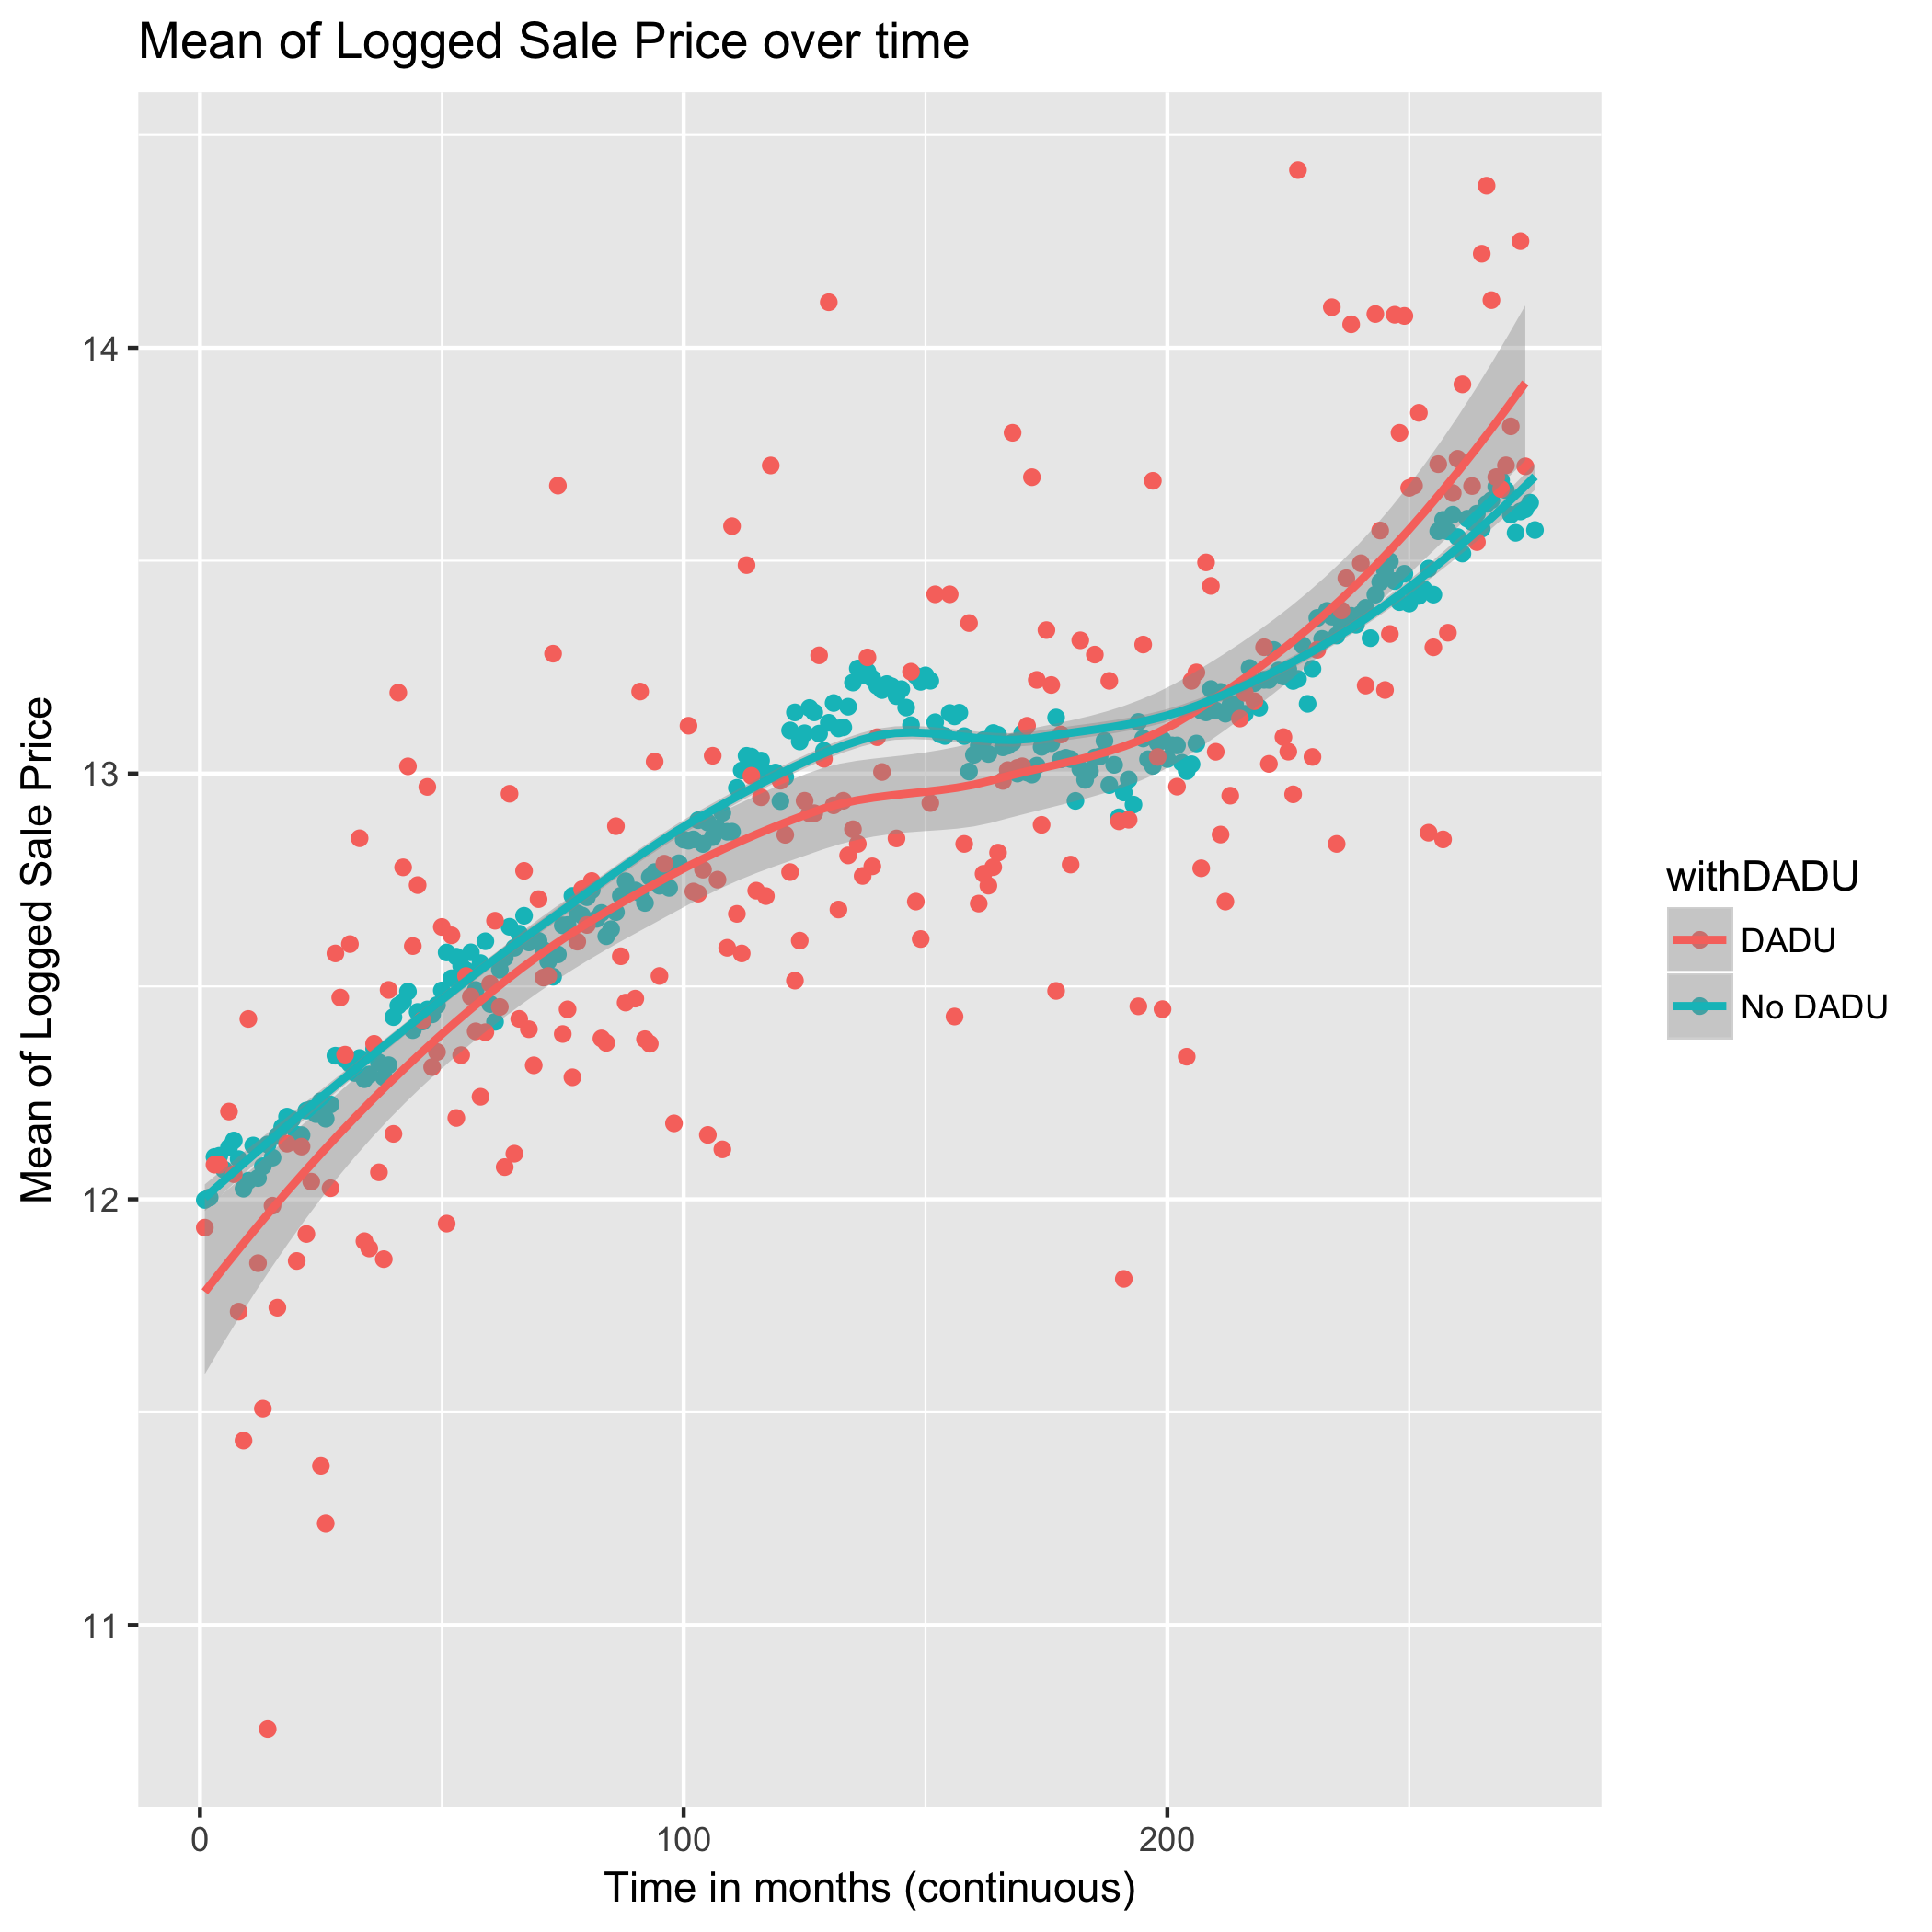 Mean of Logged Sale Price over time
Mean of Logged Sale Price
14
13
12
11
0
100
200
Time in months (continuous)
withDADU
DADU
No DADU